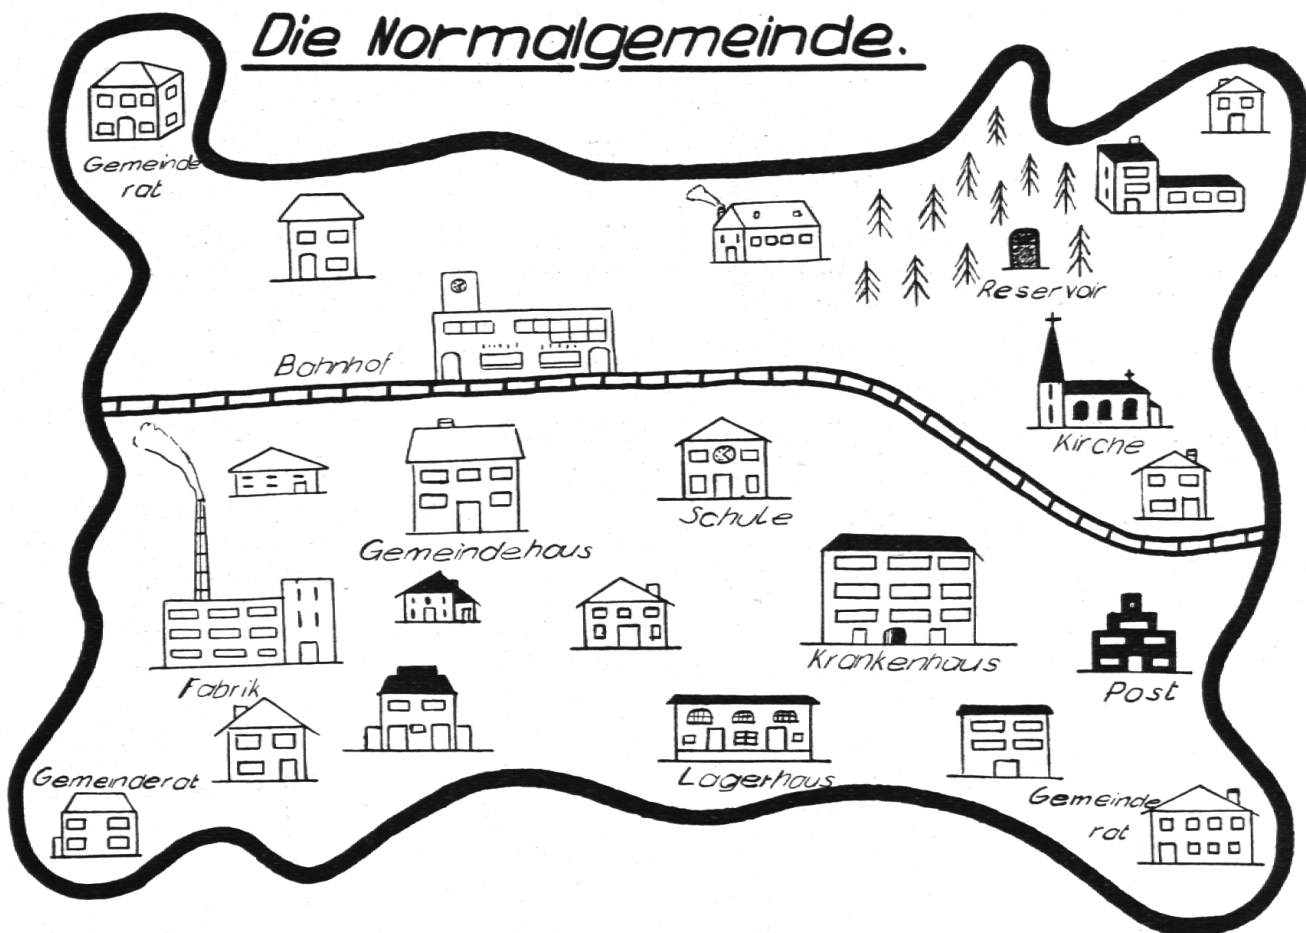 Die Normalgemeinde.
Gemeinde
rat
Reservoir
Bahnhof
Kirche
Schule
Gemeindehaus
Krankenhaus
Fabrik
Post
Gemeinderat
Lagerhaus
Gemeinde
rat